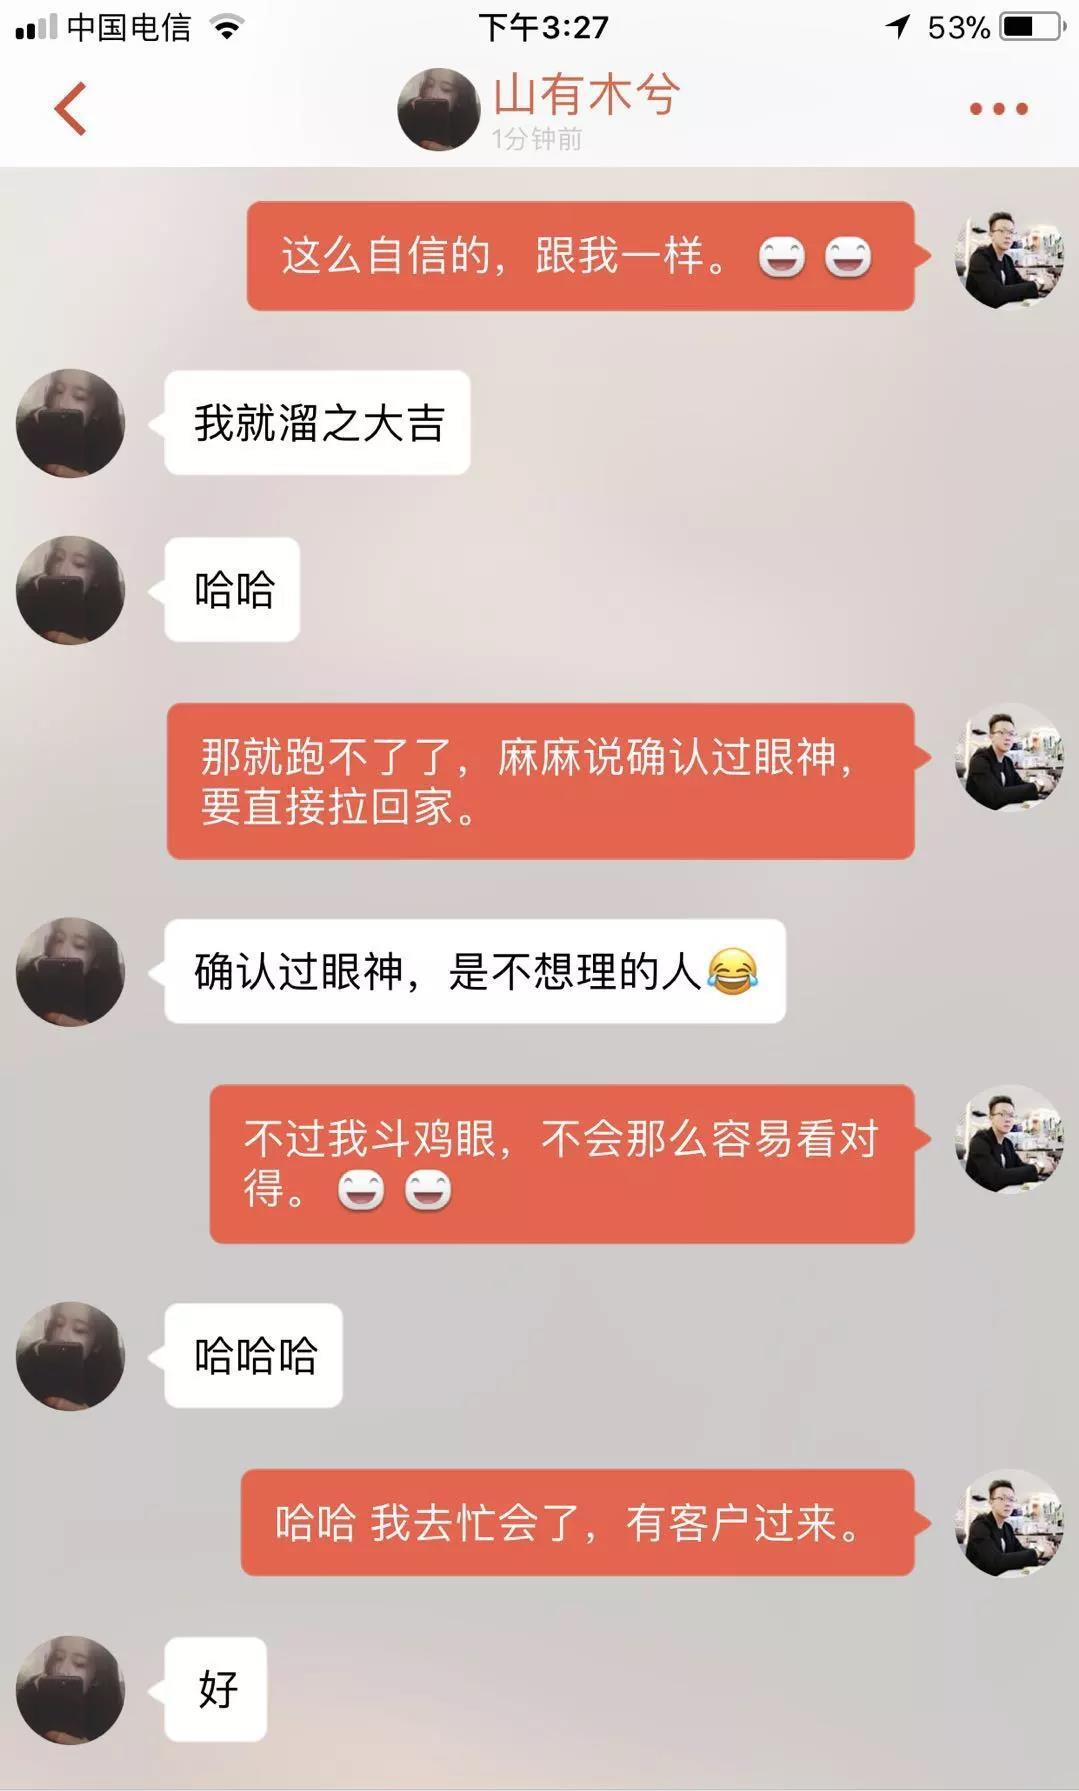 中国电信 下午3:27 53%
山有木兮
1分钟前
这么自信的，跟我一样。
我就溜之大吉
哈哈
那就跑不了了，麻麻说确认过眼神，
要直接拉回家。
确认过眼神，是不想理的人😂
不过我斗鸡眼，不会那么容易看对
得。
哈哈哈
哈哈 我去忙会了，有客户过来。
好